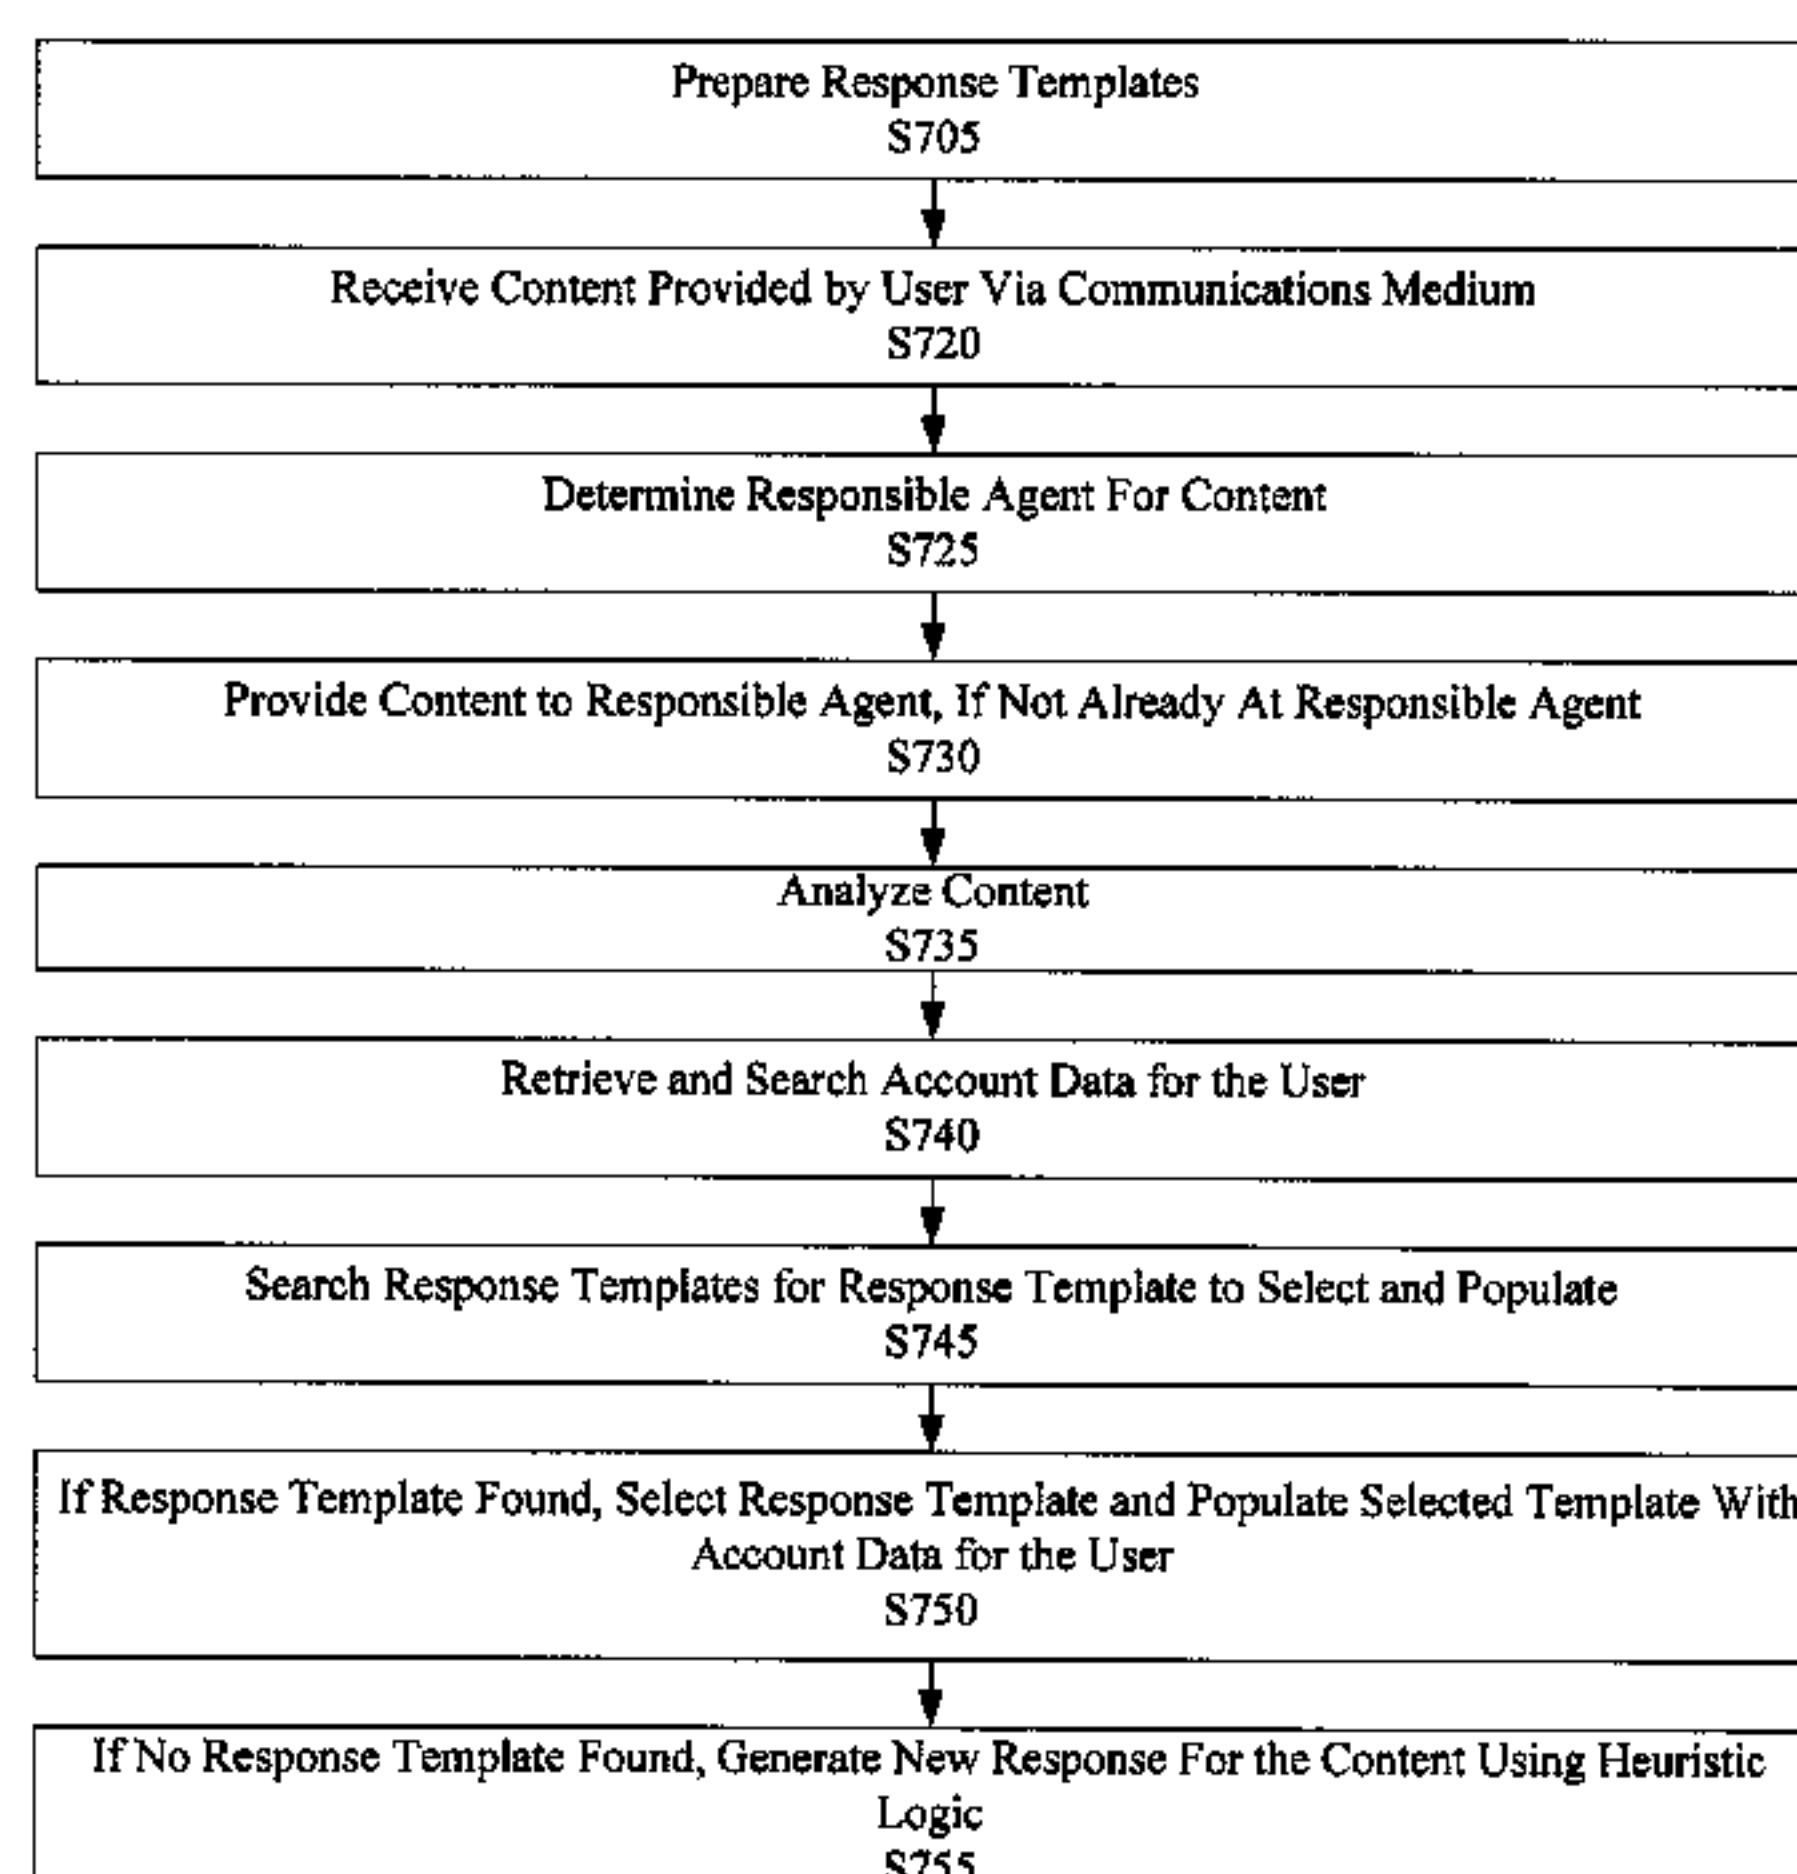 Prepare Response Templates
S705
Receive Content Provided by User Via Communications Medium
S720
Determine Responsible Agent For Content
S725
Provide Content to Responsible Agent, If Not Already At Responsible Agent
S730
Analyze Content
S735
Retrieve and Search Account Data for the User
S740
Search Response Templates for Response Template to Select and Populate
S745
If Response Template Found, Select Response Template and Populate Selected Template With
Account Data for the User
S750
If No Response Template Found, Generate New Response For the Content Using Heuristic
Logic
S755